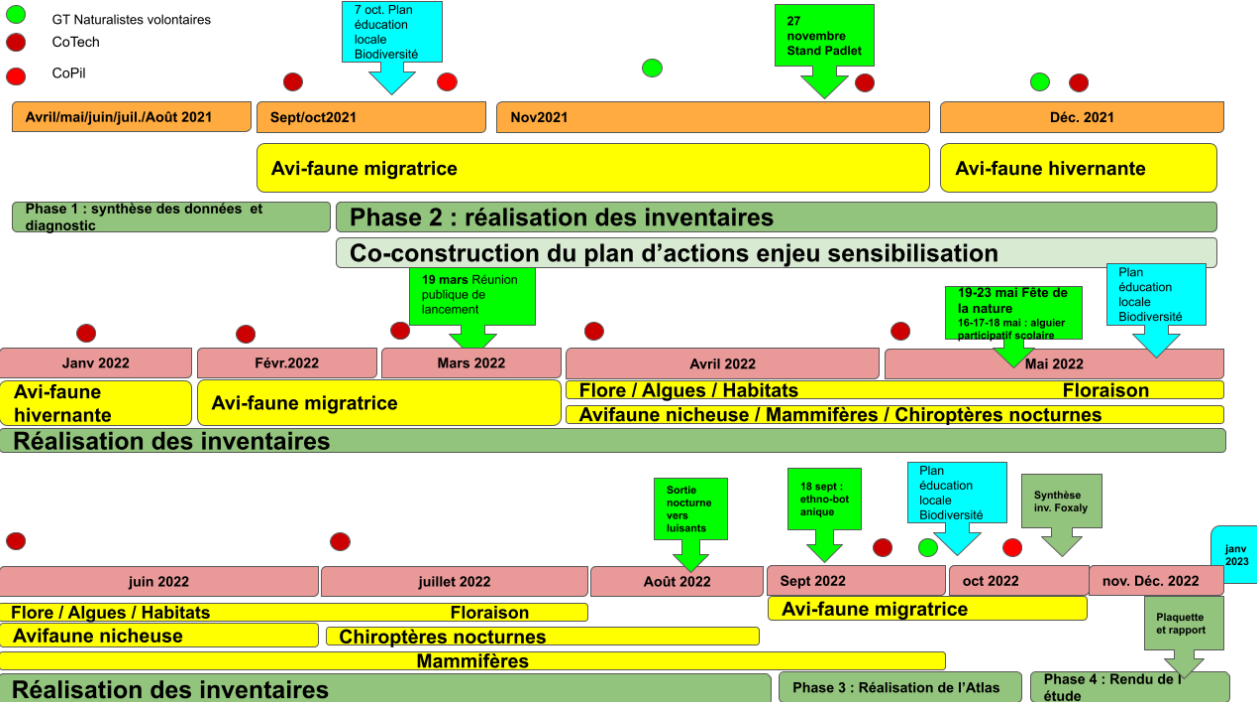 GT Naturalistes volontaires
CoTech
CoPil
7 oct. Plan
éducation
locale
Biodiversité
27
novembre
Stand Padlet
Avril/mai/juin/juil./Août 2021
Sept/oct2021
Nov2021
Déc. 2021
Avi-faune migratrice
Avi-faune hivernante
Phase 1 : synthèse des données et
diagnostic
Phase 2 : réalisation des inventaires
Co-construction du plan d’actions enjeu sensibilisation
19 mars Réunion
publique de
lancement
19-23 mai Fête de
la nature
16-17-18 mai : alguier
participatif scolaire
Plan
éducation
locale
Biodiversité
Janv 2022
Févr.2022
Mars 2022
Avril 2022
Mai 2022
Avi-faune
hivernante
Avi-faune migratrice
Flore / Algues / Habitats
Floraison
Avifaune nicheuse / Mammifères / Chiroptères nocturnes
Réalisation des inventaires
Sortie
nocturne
vers
luisants
18 sept :
ethno-bot
anique
Plan
éducation
locale
Biodiversité
Synthèse
inv. Foxaly
janv
2023
juin 2022
juillet 2022
Août 2022
Sept 2022
oct 2022
nov. Déc. 2022
Flore / Algues / Habitats
Floraison
Avi-faune migratrice
Avifaune nicheuse
Chiroptères nocturnes
Plaquette
et rapport
Mammifères
Réalisation des inventaires
Phase 3 : Réalisation de l’Atlas
Phase 4 : Rendu de l’
étude